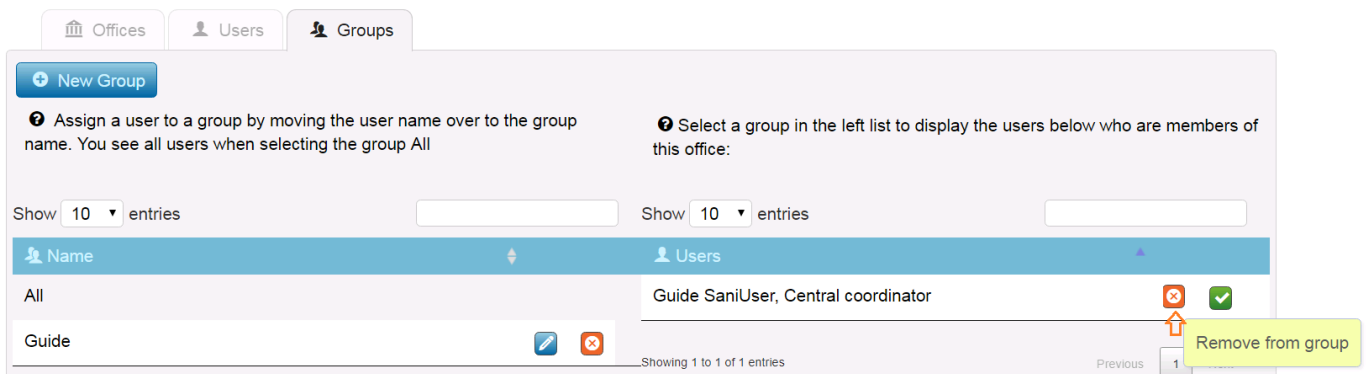 Offices Users Groups
New Group
Assign a user to a group by moving the user name over to the group
name. You see all users when selecting the group All
Select a group in the left list to display the users below who are members of
this office:
Show 10 entries
Show 10 entries
Name
Users
All
Guide SaniUser, Central coordinator
Guide
Remove from group
Showing 1 to 1 of 1 entries
Previous 1